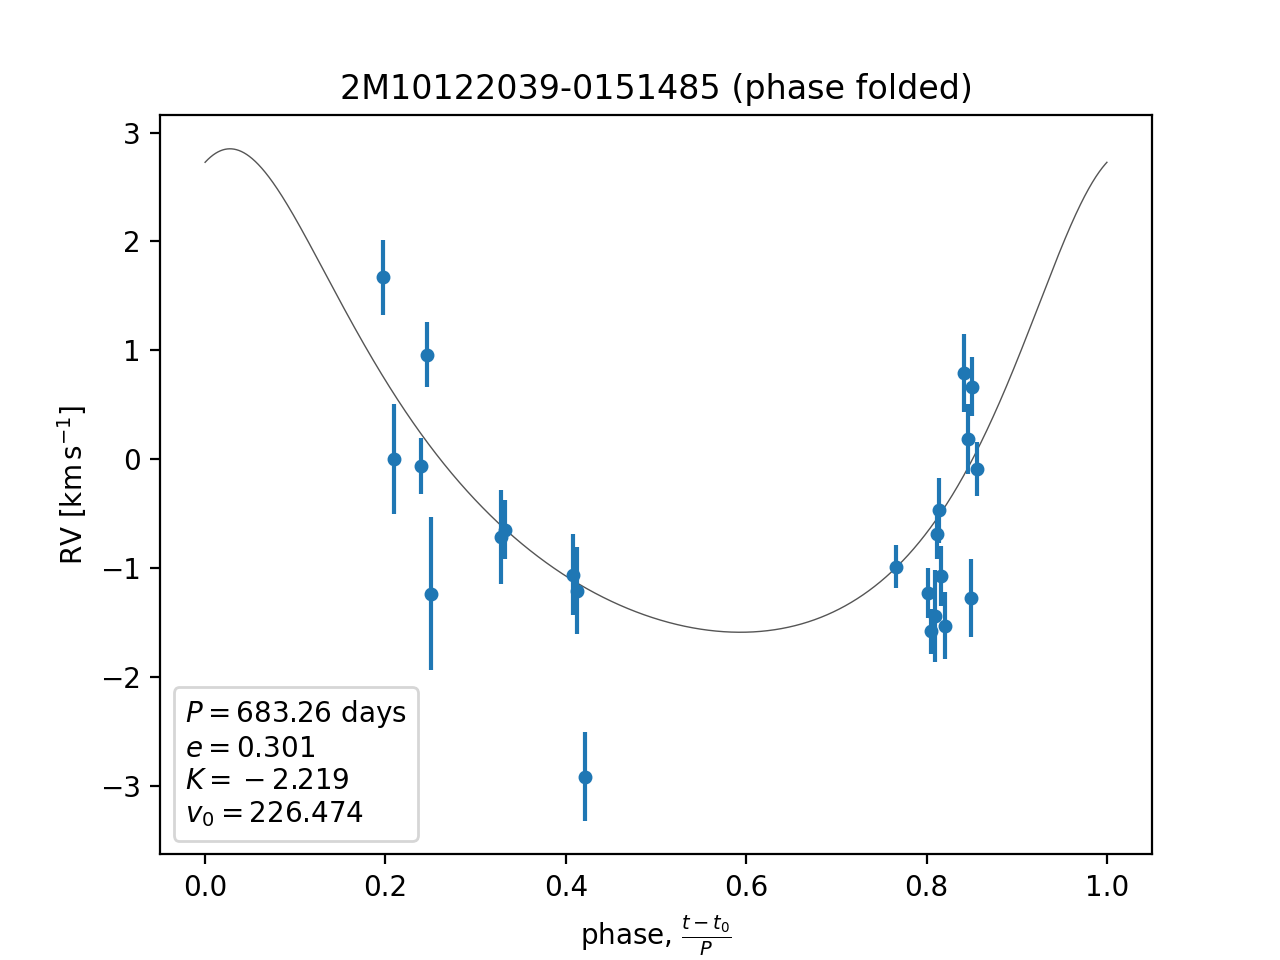 2M10122039-0151485 (phase folded)
3
2
1
0
−1
−2
−3
RV [km s⁻¹]
P = 683.26 days
e = 0.301
K = −2.219
v₀ = 226.474
0.0 0.2 0.4 0.6 0.8 1.0
phase, (t − t₀)/P